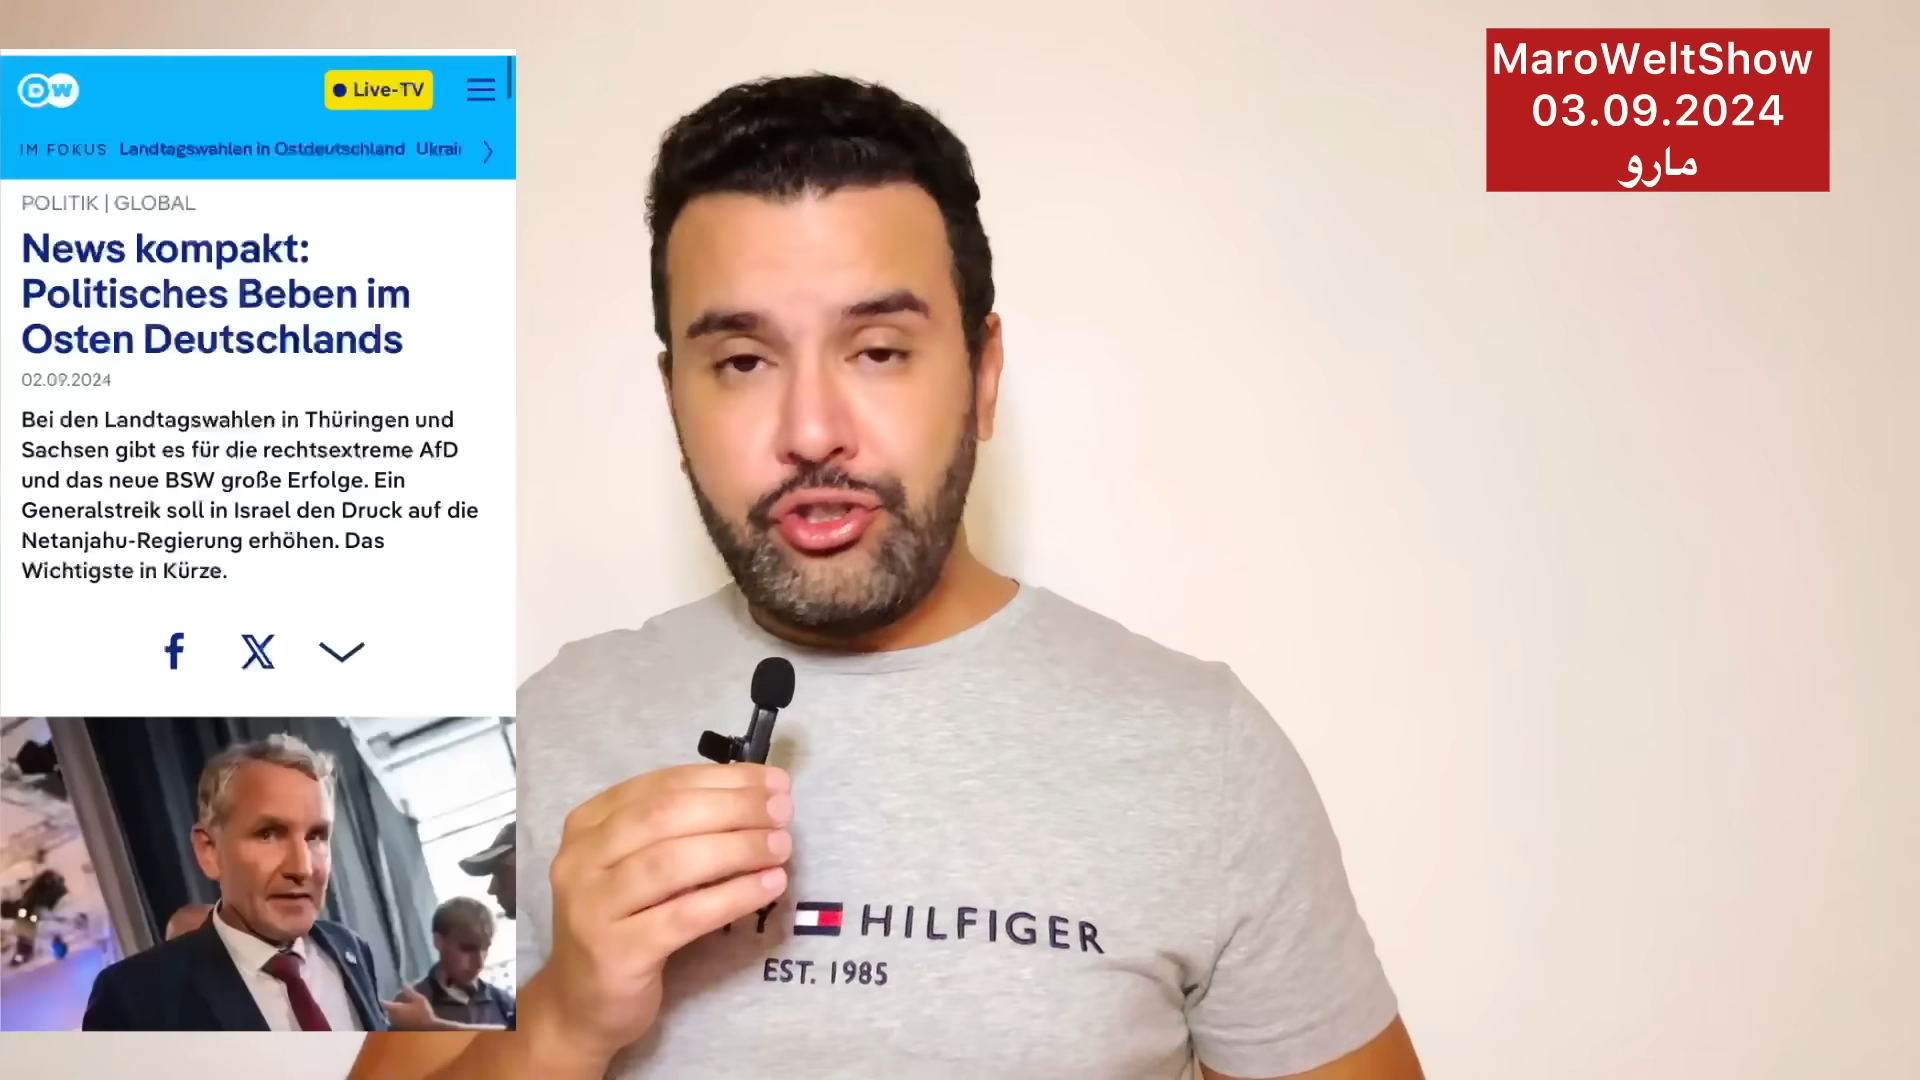 DW
Live-TV
IM FOKUS Landtagswahlen in Ostdeutschland Ukrai
POLITIK | GLOBAL
News kompakt:
Politisches Beben im
Osten Deutschlands
02.09.2024
Bei den Landtagswahlen in Thüringen und
Sachsen gibt es für die rechtsextreme AfD
und das neue BSW große Erfolge. Ein
Generalstreik soll in Israel den Druck auf die
Netanjahu-Regierung erhöhen. Das
Wichtigste in Kürze.
MaroWeltShow
03.09.2024
مارو
HILFIGER
EST. 1985